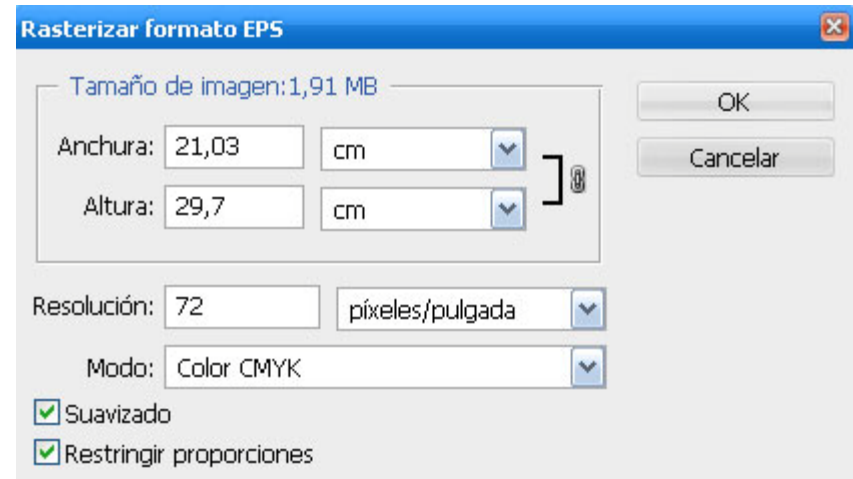 Rasterizar formato EPS
Tamaño de imagen:1,91 MB
OK
Anchura: 21,03 cm
Cancelar
Altura: 29,7 cm
Resolución: 72 píxeles/pulgada
Modo: Color CMYK
Suavizado
Restringir proporciones